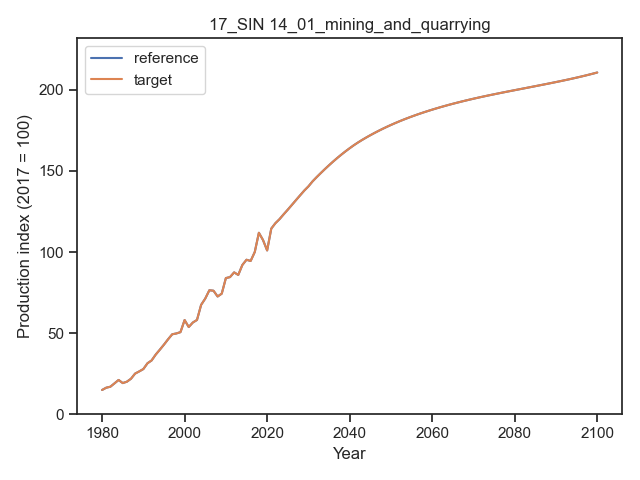 17_SIN 14_01_mining_and_quarrying
reference
target
Production index (2017 = 100)
200
150
100
50
0
1980 2000 2020 2040 2060 2080 2100
Year